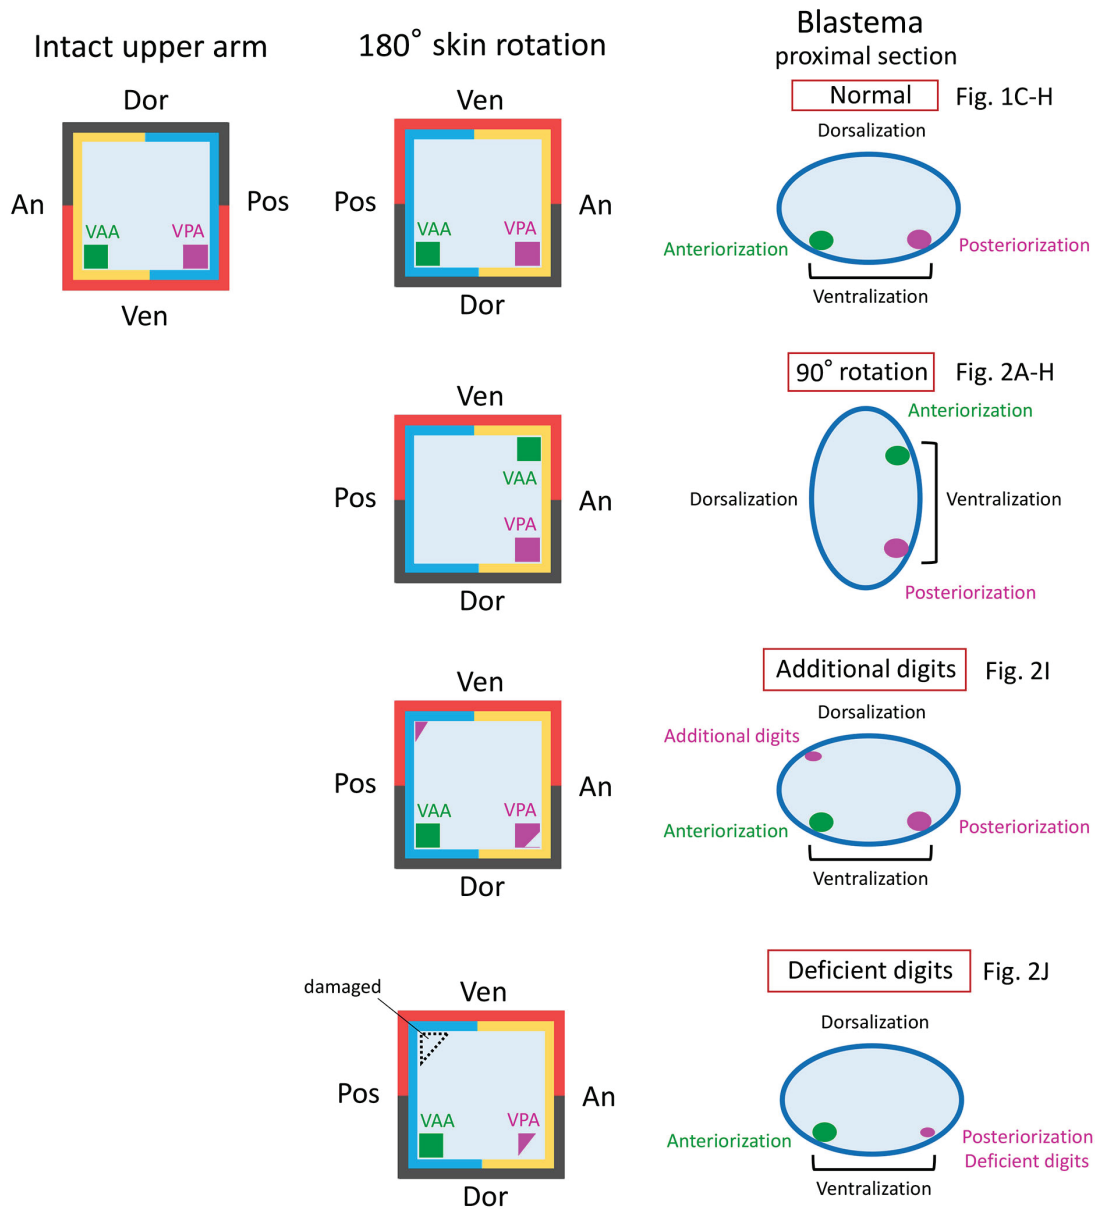 Intact upper arm
180° skin rotation
Blastema
proximal section
Dor
An
Pos
VAA
VPA
Ven
Ven
Pos
An
VAA
VPA
Dor
Normal
Fig. 1C-H
Dorsalization
Anteriorization
Posteriorization
Ventralization
Ven
Pos
An
VAA
VPA
Dor
90° rotation
Fig. 2A-H
Anteriorization
Dorsalization
Ventralization
Posteriorization
Ven
Pos
An
VAA
VPA
Dor
Additional digits
Fig. 2I
Dorsalization
Additional digits
Anteriorization
Posteriorization
Ventralization
damaged
Ven
Pos
An
VAA
VPA
Dor
Deficient digits
Fig. 2J
Dorsalization
Anteriorization
Posteriorization
Deficient digits
Ventralization